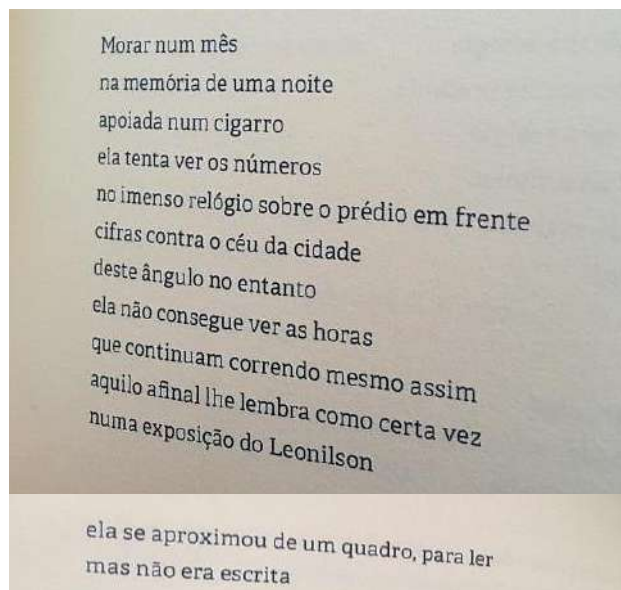 Morar num mês
na memória de uma noite
apoiada num cigarro
ela tenta ver os números
no imenso relógio sobre o prédio em frente
cifras contra o céu da cidade
deste ângulo no entanto
ela não consegue ver as horas
que continuam correndo mesmo assim
aquilo afinal lhe lembra como certa vez
numa exposição do Leonilson
ela se aproximou de um quadro, para ler
mas não era escrita